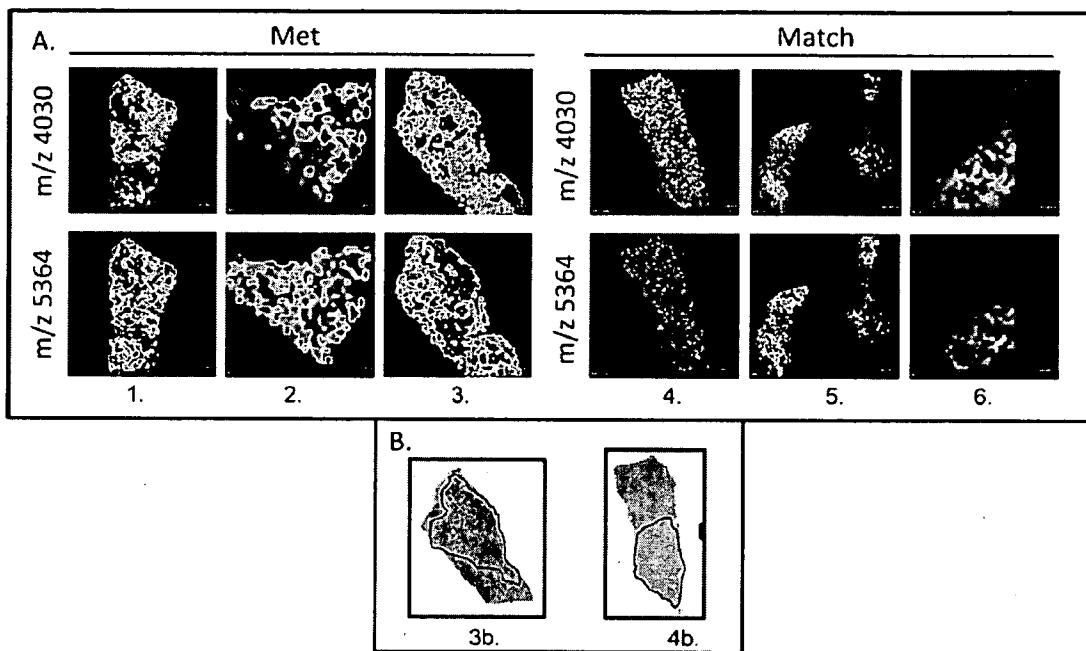 A. Met Match
m/z 4030 m/z 4030
m/z 5364 m/z 5364
1. 2. 3. 4. 5. 6.
B.
3b. 4b.